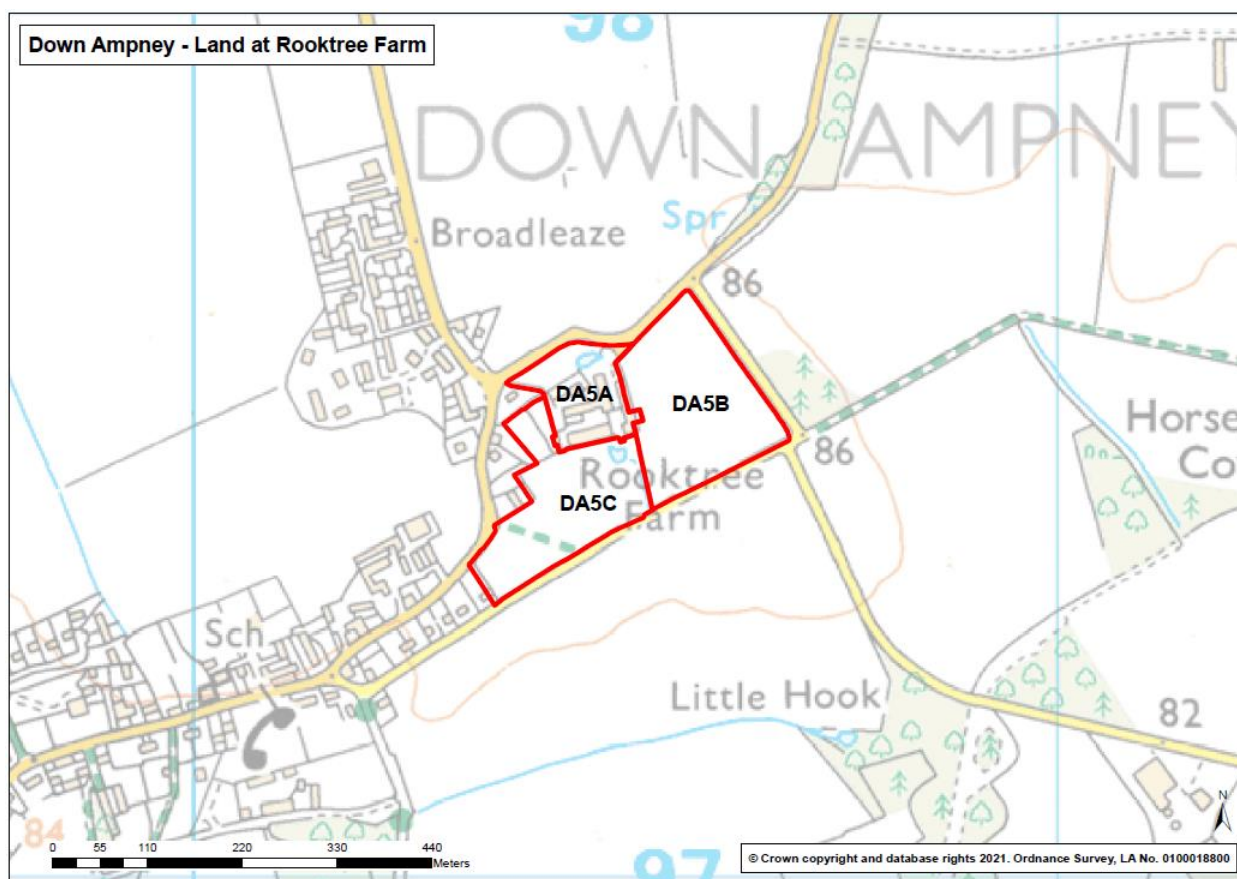 Down Ampney - Land at Rooktree Farm
98
DOWN AMPNEY
Spr
Broadleaze
86
DA5A
DA5B
86
Horse
Co
Rooktree
Farm
DA5C
Sch
Little Hook
82
84
0 55 110 220 330 440
Meters
N
97
© Crown copyright and database rights 2021. Ordnance Survey, LA No. 0100018800